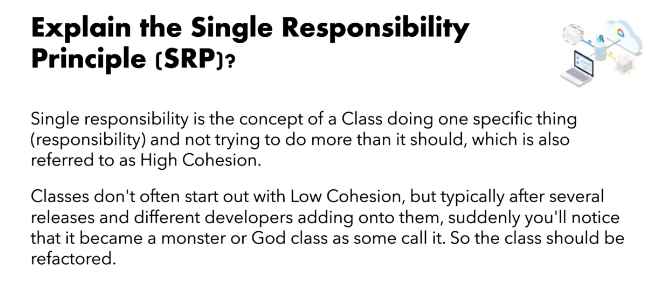 Explain the Single Responsibility
Principle (SRP)?
Single responsibility is the concept of a Class doing one specific thing
(responsibility) and not trying to do more than it should, which is also
referred to as High Cohesion.
Classes don't often start out with Low Cohesion, but typically after several
releases and different developers adding onto them, suddenly you'll notice
that it became a monster or God class as some call it. So the class should be
refactored.